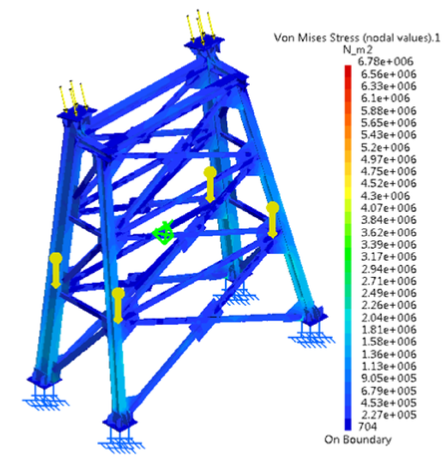 Von Mises Stress (nodal values).1
N_m2
6.78e+006
6.56e+006
6.33e+006
6.1e+006
5.88e+006
5.65e+006
5.43e+006
5.2e+006
4.97e+006
4.75e+006
4.52e+006
4.3e+006
4.07e+006
3.84e+006
3.62e+006
3.39e+006
3.17e+006
2.94e+006
2.71e+006
2.49e+006
2.26e+006
2.04e+006
1.81e+006
1.58e+006
1.36e+006
1.13e+006
9.05e+005
6.79e+005
4.53e+005
2.27e+005
704
On Boundary